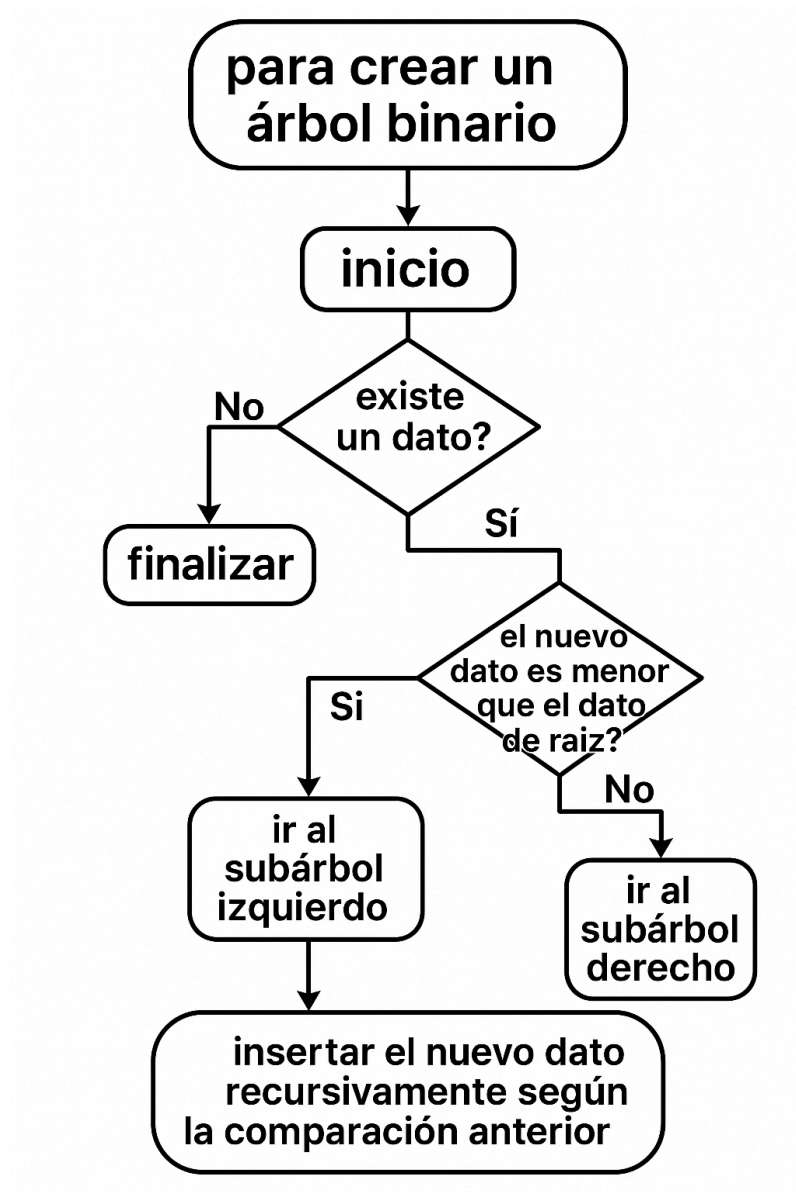 para crear un
árbol binario
inicio
existe
un dato?
No
Sí
finalizar
el nuevo
dato es menor
que el dato
de raiz?
Si
No
ir al
subárbol
izquierdo
ir al
subárbol
derecho
insertar el nuevo dato
recursivamente según
la comparación anterior